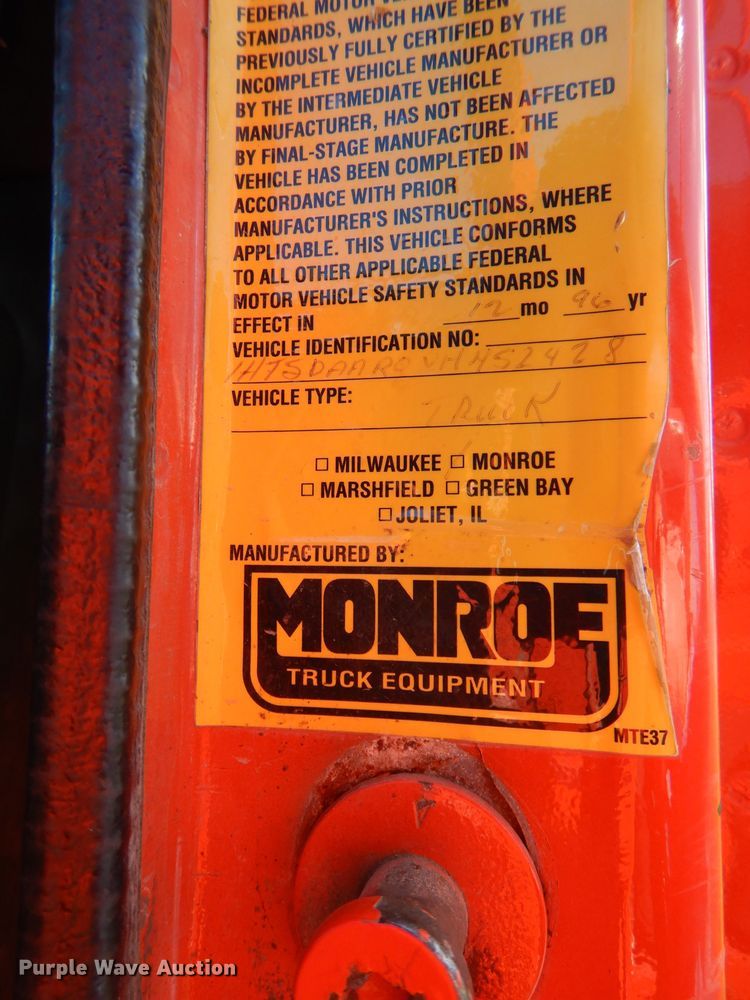 FEDERAL MOTOR
STANDARDS, WHICH HAVE BEEN
PREVIOUSLY FULLY CERTIFIED BY THE
INCOMPLETE VEHICLE MANUFACTURER OR
BY THE INTERMEDIATE VEHICLE
MANUFACTURER, HAS NOT BEEN AFFECTED
BY FINAL-STAGE MANUFACTURE. THE
VEHICLE HAS BEEN COMPLETED IN
ACCORDANCE WITH PRIOR
MANUFACTURER'S INSTRUCTIONS, WHERE
APPLICABLE. THIS VEHICLE CONFORMS
TO ALL OTHER APPLICABLE FEDERAL
MOTOR VEHICLE SAFETY STANDARDS IN
EFFECT IN 12 mo 96 yr
VEHICLE IDENTIFICATION NO:
1HTSDAAR0VH452428
VEHICLE TYPE:
TRUCK
☐ MILWAUKEE ☐ MONROE
☐ MARSHFIELD ☐ GREEN BAY
☐ JOLIET, IL
MANUFACTURED BY:
MONROE
TRUCK EQUIPMENT
MTE37
Purple Wave Auction